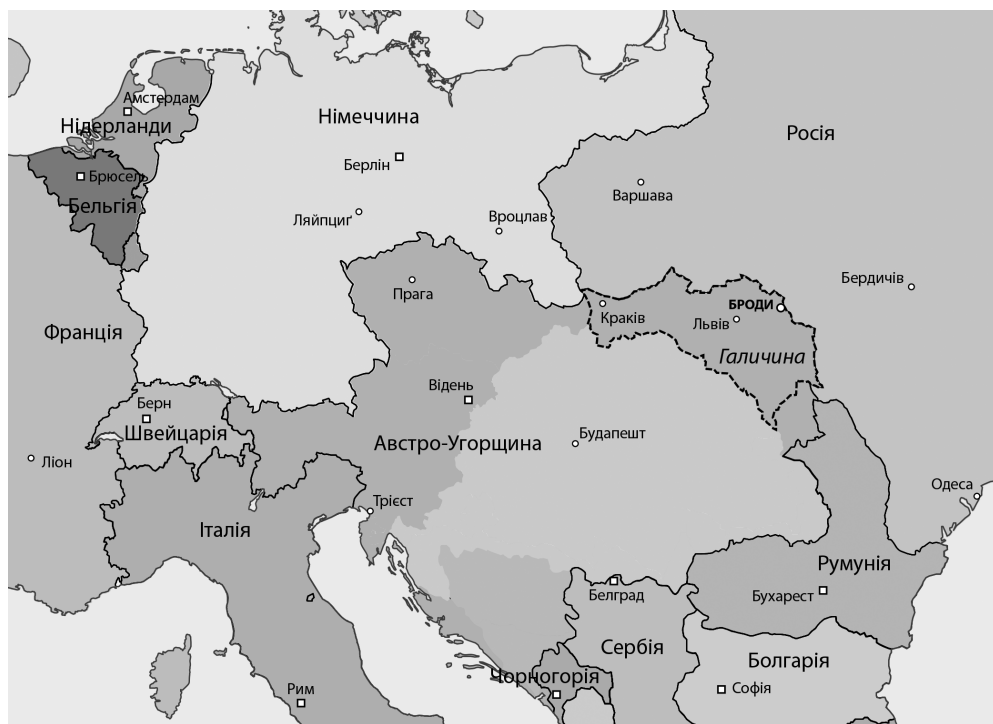 Амстердам
Нідерланди
Німеччина
Росія
Берлін
Брюсель
Варшава
Бельгія
Ляйпциґ
Вроцлав
Бердичів
Прага
БРОДИ
Краків
Львів
Франція
Галичина
Відень
Берн
Швейцарія
Австро-Угорщина
Будапешт
Ліон
Одеса
Трієст
Італія
Румунія
Белград
Бухарест
Сербія
Болгарія
Чорногорія
Рим
Софія